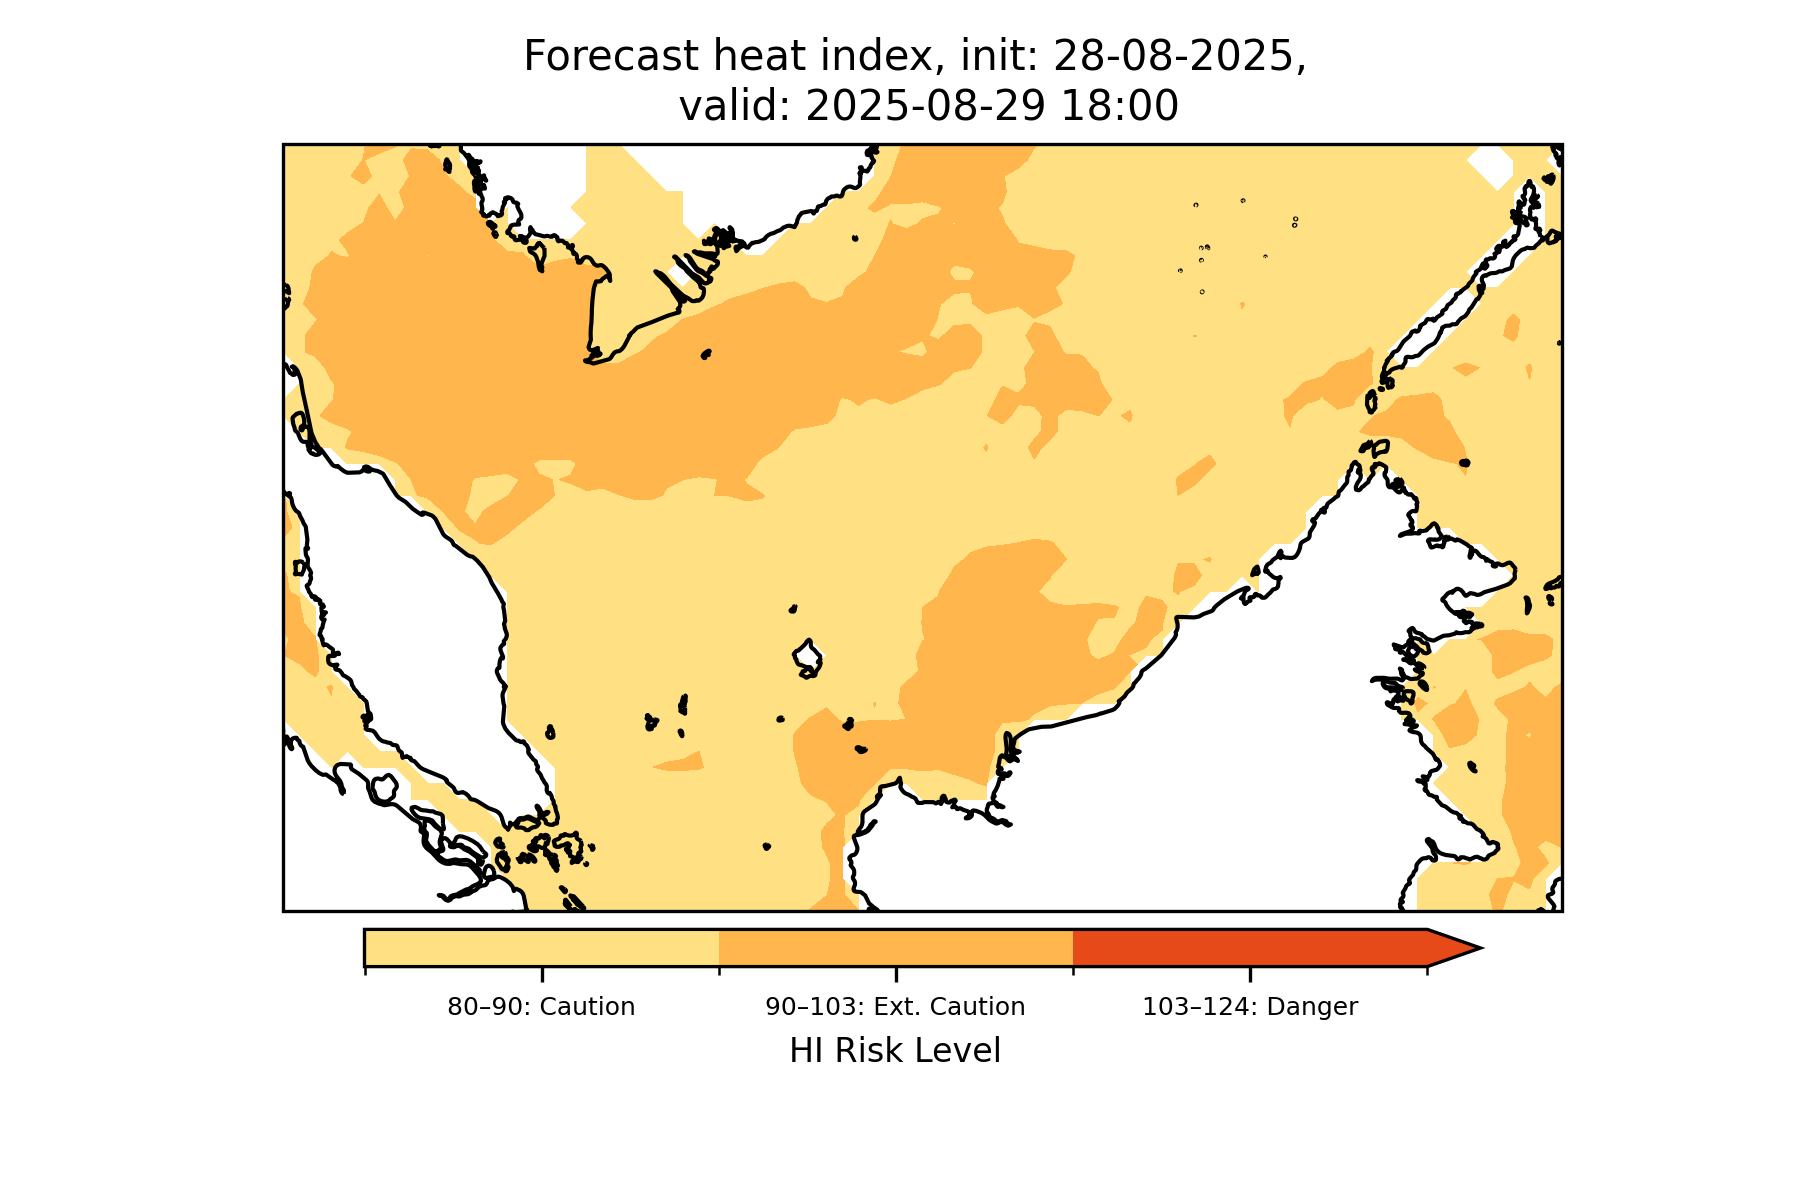 Forecast heat index, init: 28-08-2025,
valid: 2025-08-29 18:00
80–90: Caution
90–103: Ext. Caution
103–124: Danger
HI Risk Level